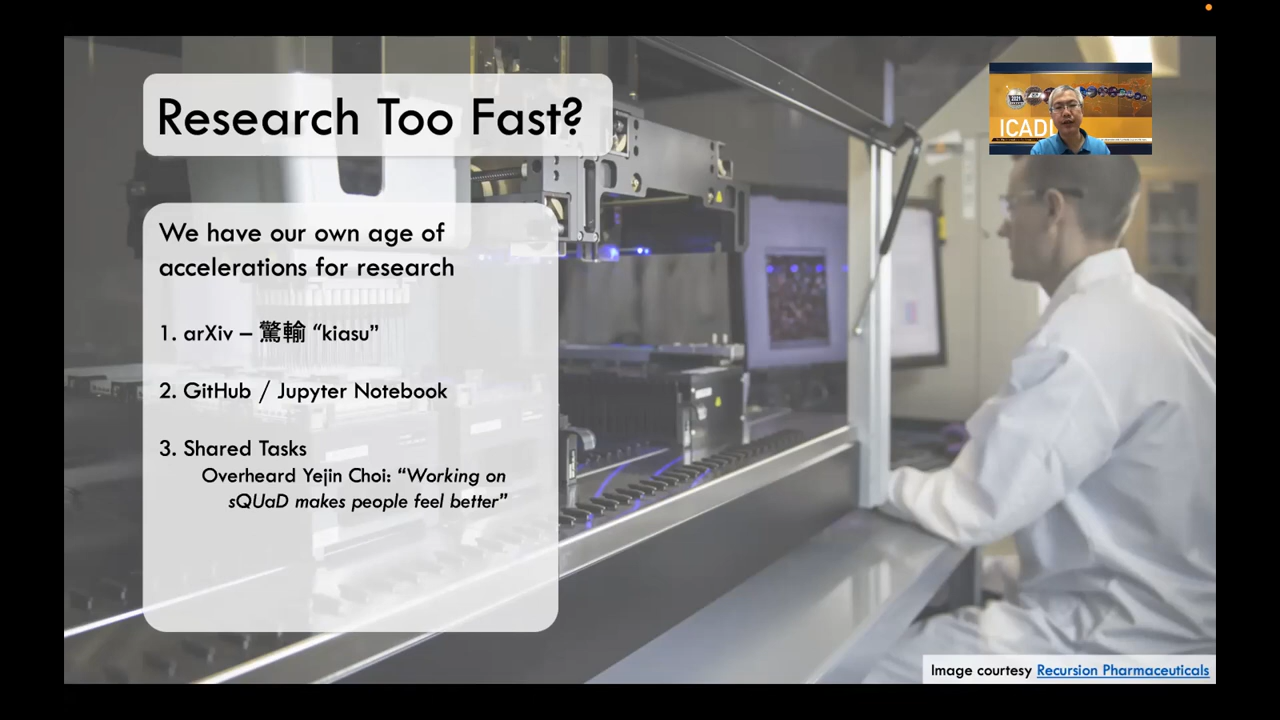 Research Too Fast?
ICADL
We have our own age of
accelerations for research
1. arXiv – 驚輸 “kiasu”
2. GitHub / Jupyter Notebook
3. Shared Tasks
Overheard Yejin Choi: “Working on
sQUaD makes people feel better”
Image courtesy Recursion Pharmaceuticals